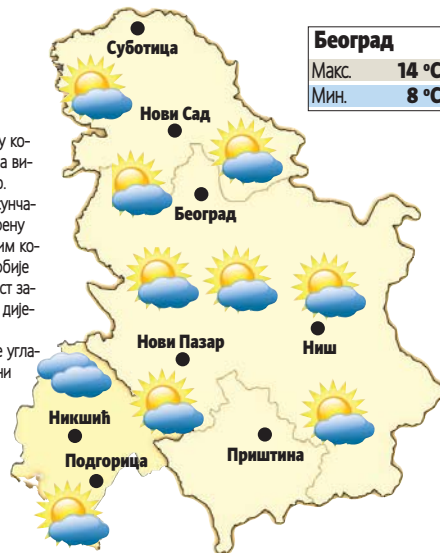 Суботица
Београд
Макс. 14 °C
Мин. 8 °C
Нови Сад
Београд
Нови Пазар
Ниш
Никшић
Подгорица
Приштина